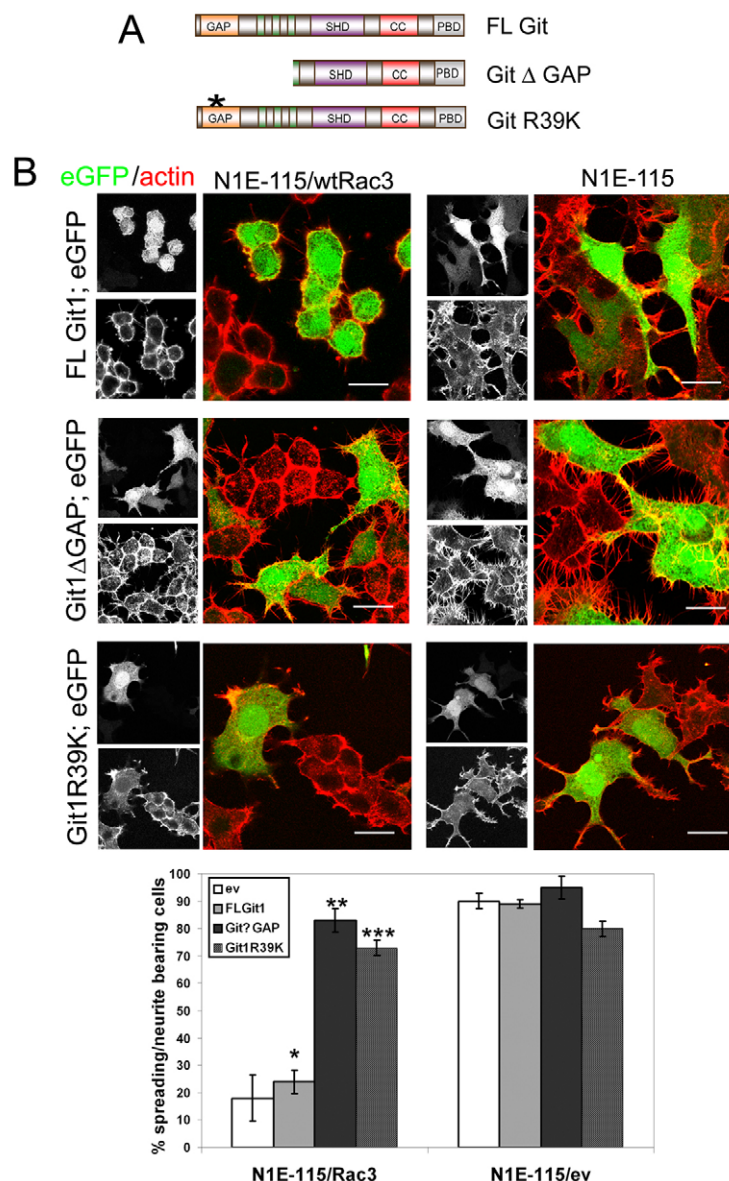 A
GAP SHD CC PBD FL Git
SHD CC PBD Git Δ GAP
*
GAP SHD CC PBD Git R39K
B
eGFP/actin N1E-115/wtRac3 N1E-115
FL Git1; eGFP
Git1ΔGAP; eGFP
Git1R39K; eGFP
% spreading/neurite bearing cells
100
90
80
70
60
50
40
30
20
10
0
ev
FLGit1
Git?GAP
Git1R39K
*
**
***
N1E-115/Rac3 N1E-115/ev